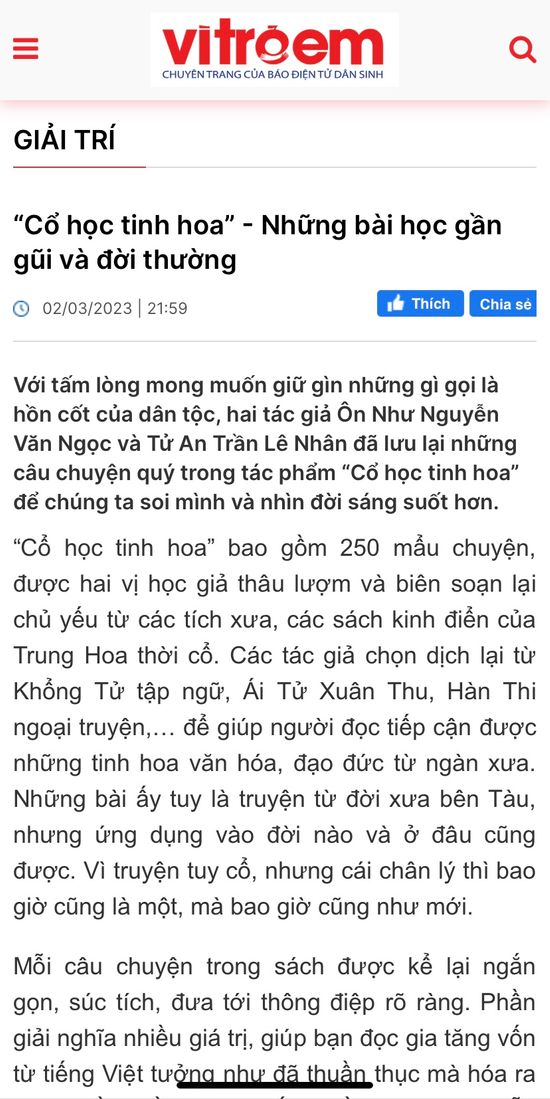 vìtrẻem
CHUYÊN TRANG CỦA BÁO ĐIỆN TỬ DÂN SINH
GIẢI TRÍ
“Cổ học tinh hoa” - Những bài học gần
gũi và đời thường
02/03/2023 | 21:59
Thích
Chia sẻ
Với tấm lòng mong muốn giữ gìn những gì gọi là
hồn cốt của dân tộc, hai tác giả Ôn Như Nguyễn
Văn Ngọc và Tử An Trần Lê Nhân đã lưu lại những
câu chuyện quý trong tác phẩm “Cổ học tinh hoa”
để chúng ta soi mình và nhìn đời sáng suốt hơn.
“Cổ học tinh hoa” bao gồm 250 mẩu chuyện,
được hai vị học giả thâu lượm và biên soạn lại
chủ yếu từ các tích xưa, các sách kinh điển của
Trung Hoa thời cổ. Các tác giả chọn dịch lại từ
Khổng Tử tập ngữ, Ái Tử Xuân Thu, Hàn Thi
ngoại truyện,… để giúp người đọc tiếp cận được
những tinh hoa văn hóa, đạo đức từ ngàn xưa.
Những bài ấy tuy là truyện từ đời xưa bên Tàu,
nhưng ứng dụng vào đời nào và ở đâu cũng
được. Vì truyện tuy cổ, nhưng cái chân lý thì bao
giờ cũng là một, mà bao giờ cũng như mới.
Mỗi câu chuyện trong sách được kể lại ngắn
gọn, súc tích, đưa tới thông điệp rõ ràng. Phần
giải nghĩa nhiều giá trị, giúp bạn đọc gia tăng vốn
từ tiếng Việt tưởng như đã thuần thục mà hóa ra